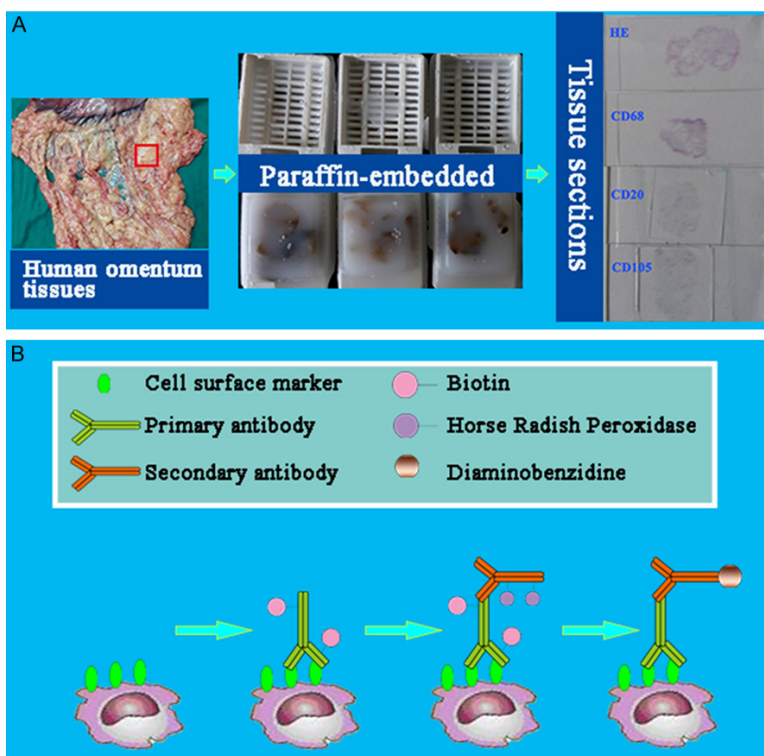 A
Human omentum
tissues
Paraffin-embedded
Tissue sections
HE
CD68
CD20
CD105
B
Cell surface marker
Primary antibody
Secondary antibody
Biotin
Horse Radish Peroxidase
Diaminobenzidine